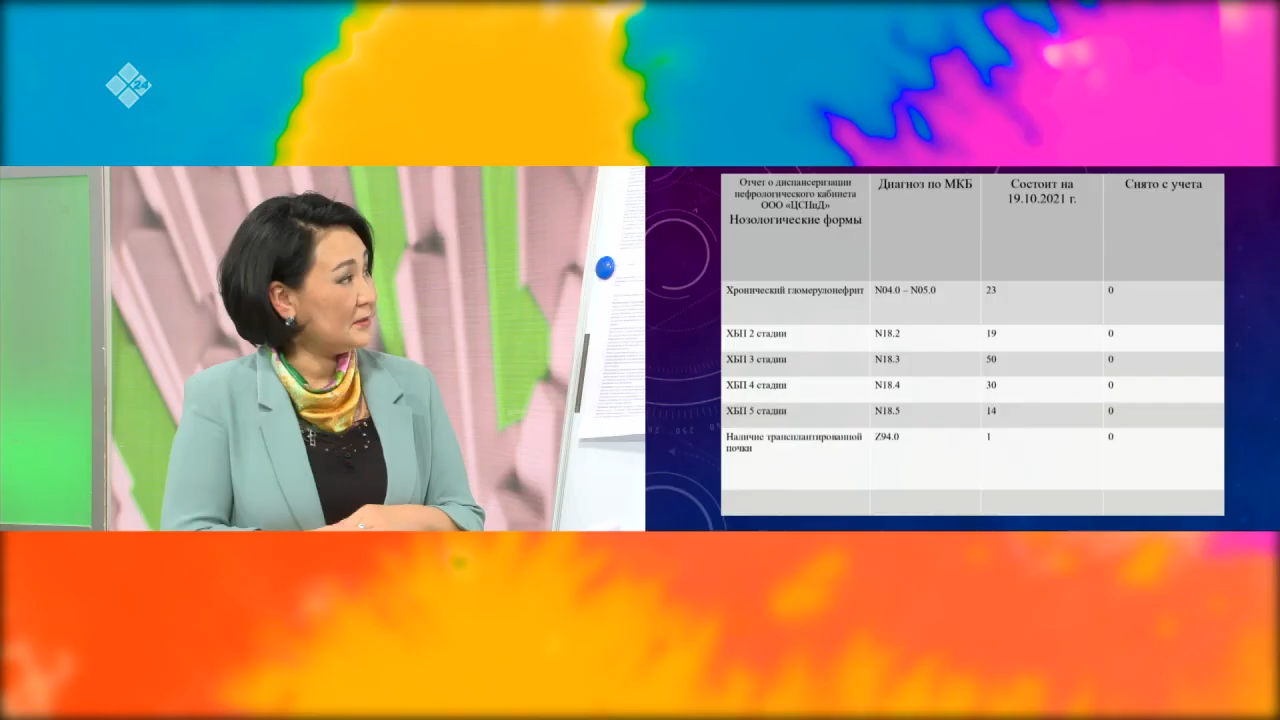 24
Отчет о диспансеризации
нефрологического кабинета
ООО «ЦСПиД»
Нозологические формы
Диагноз по МКБ
Состоит на
19.10.2021 г.
Снято с учета
Хронический гломерулонефрит
N04.0 – N05.0
23
0
ХБП 2 стадии
N18.2
19
0
ХБП 3 стадии
N18.3
50
0
ХБП 4 стадии
N18.4
30
0
ХБП 5 стадии
N18.5
14
0
Наличие трансплантированной
почки
Z94.0
1
0